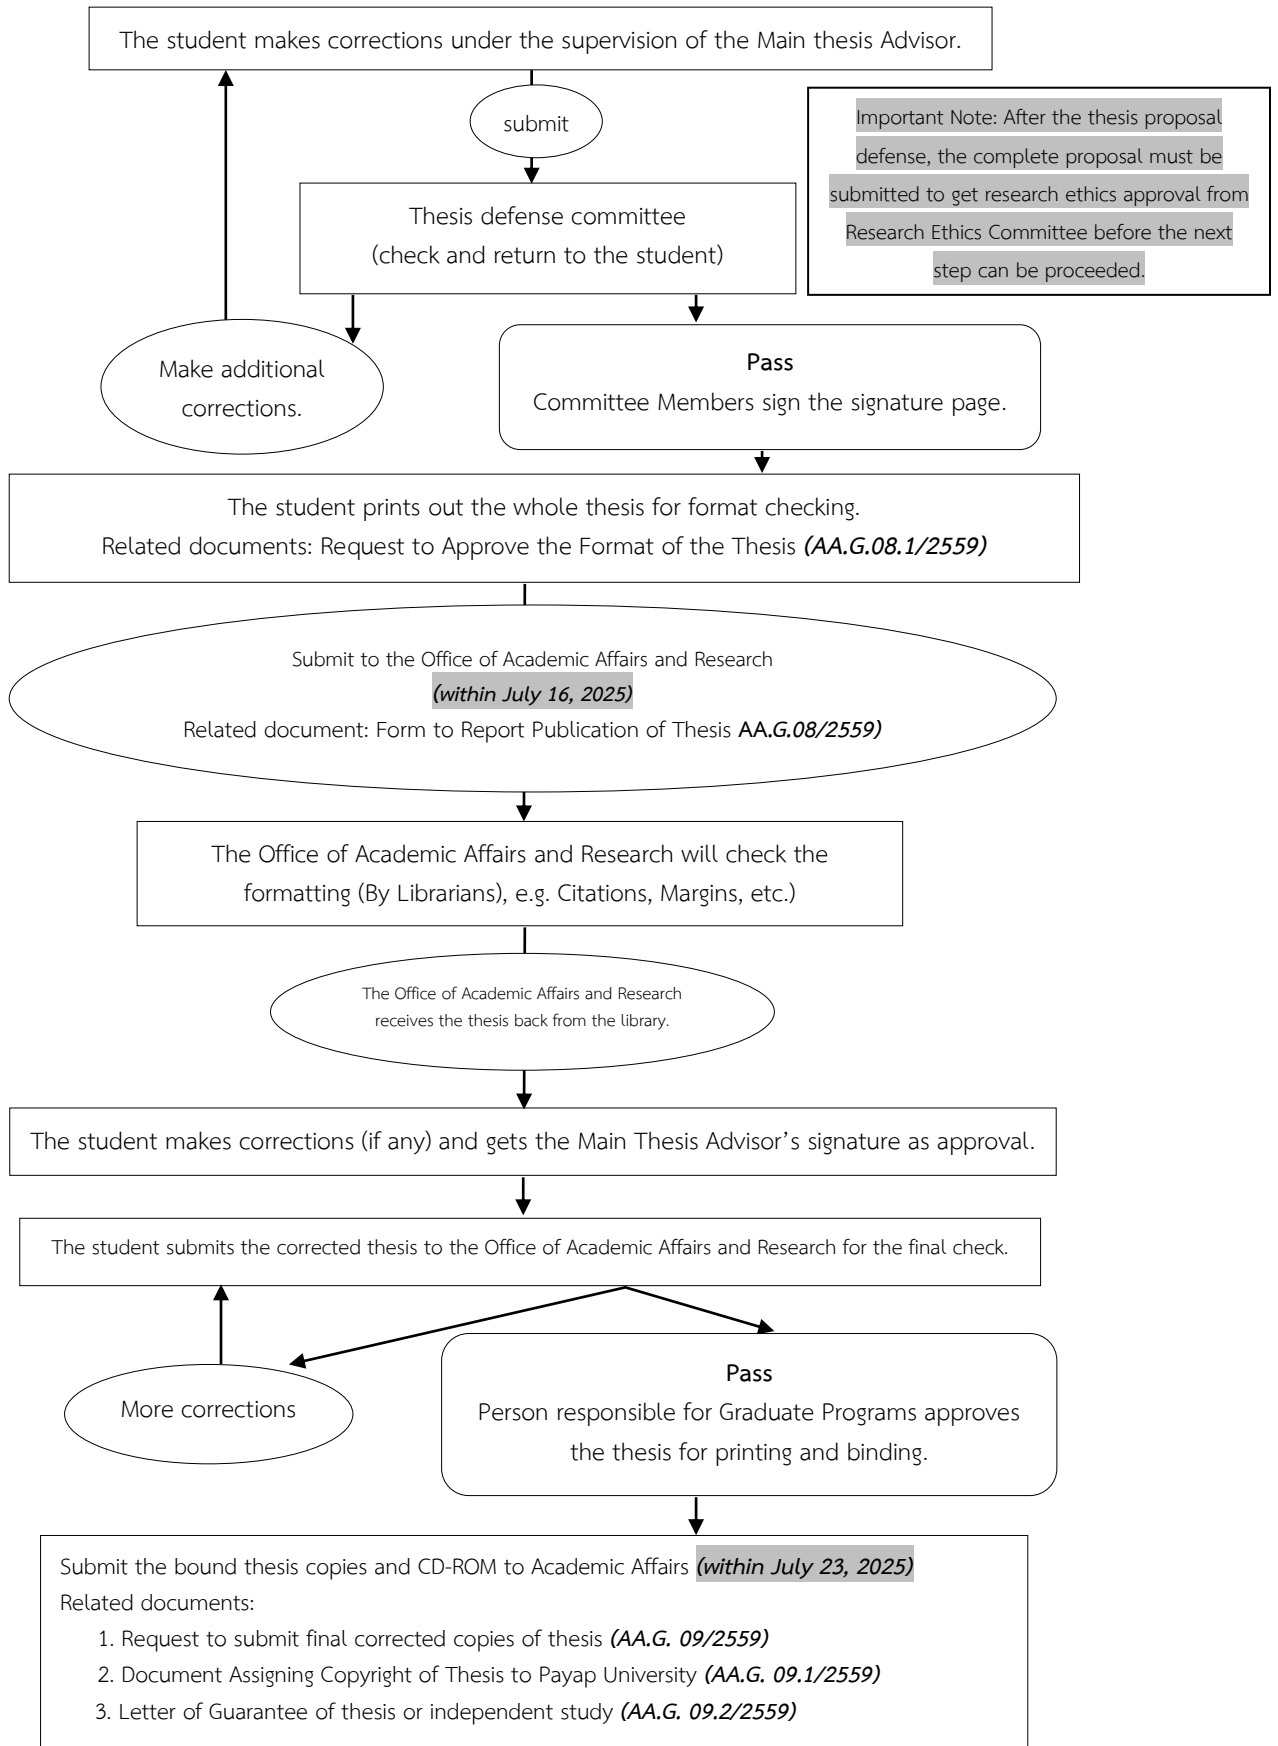 The student makes corrections under the supervision of the Main thesis Advisor.
submit
Important Note: After the thesis proposal
defense, the complete proposal must be
submitted to get research ethics approval from
Research Ethics Committee before the next
step can be proceeded.
Thesis defense committee
(check and return to the student)
Make additional
corrections.
Pass
Committee Members sign the signature page.
The student prints out the whole thesis for format checking.
Related documents: Request to Approve the Format of the Thesis (AA.G.08.1/2559)
Submit to the Office of Academic Affairs and Research
(within July 16, 2025)
Related document: Form to Report Publication of Thesis AA.G.08/2559)
The Office of Academic Affairs and Research will check the
formatting (By Librarians), e.g. Citations, Margins, etc.)
The Office of Academic Affairs and Research
receives the thesis back from the library.
The student makes corrections (if any) and gets the Main Thesis Advisor’s signature as approval.
The student submits the corrected thesis to the Office of Academic Affairs and Research for the final check.
More corrections
Pass
Person responsible for Graduate Programs approves
the thesis for printing and binding.
Submit the bound thesis copies and CD-ROM to Academic Affairs (within July 23, 2025)
Related documents:
1. Request to submit final corrected copies of thesis (AA.G. 09/2559)
2. Document Assigning Copyright of Thesis to Payap University (AA.G. 09.1/2559)
3. Letter of Guarantee of thesis or independent study (AA.G. 09.2/2559)